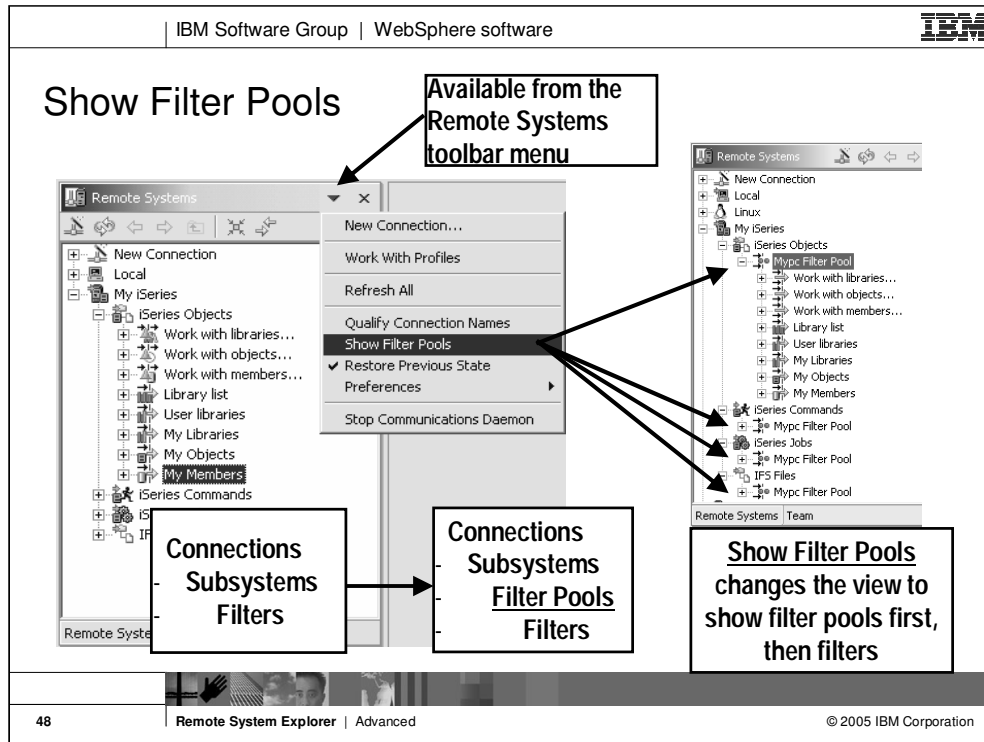 IBM Software Group | WebSphere software
IBM
Show Filter Pools
Available from the
Remote Systems
toolbar menu
Remote Systems
New Connection
Local
My iSeries
iSeries Objects
Work with libraries...
Work with objects...
Work with members...
Library list
User libraries
My Libraries
My Objects
My Members
iSeries Commands
Remote Syste
New Connection...
Work With Profiles
Refresh All
Qualify Connection Names
Show Filter Pools
Restore Previous State
Preferences
Stop Communications Daemon
Remote Systems
New Connection
Local
Linux
My iSeries
iSeries Objects
Mypc Filter Pool
Work with libraries...
Work with objects...
Work with members...
Library list
User libraries
My Libraries
My Objects
My Members
iSeries Commands
Mypc Filter Pool
iSeries Jobs
Mypc Filter Pool
IFS Files
Mypc Filter Pool
Remote Systems Team
Connections
- Subsystems
- Filters
Connections
- Subsystems
- Filter Pools
- Filters
Show Filter Pools
changes the view to
show filter pools first,
then filters
48
Remote System Explorer | Advanced
© 2005 IBM Corporation